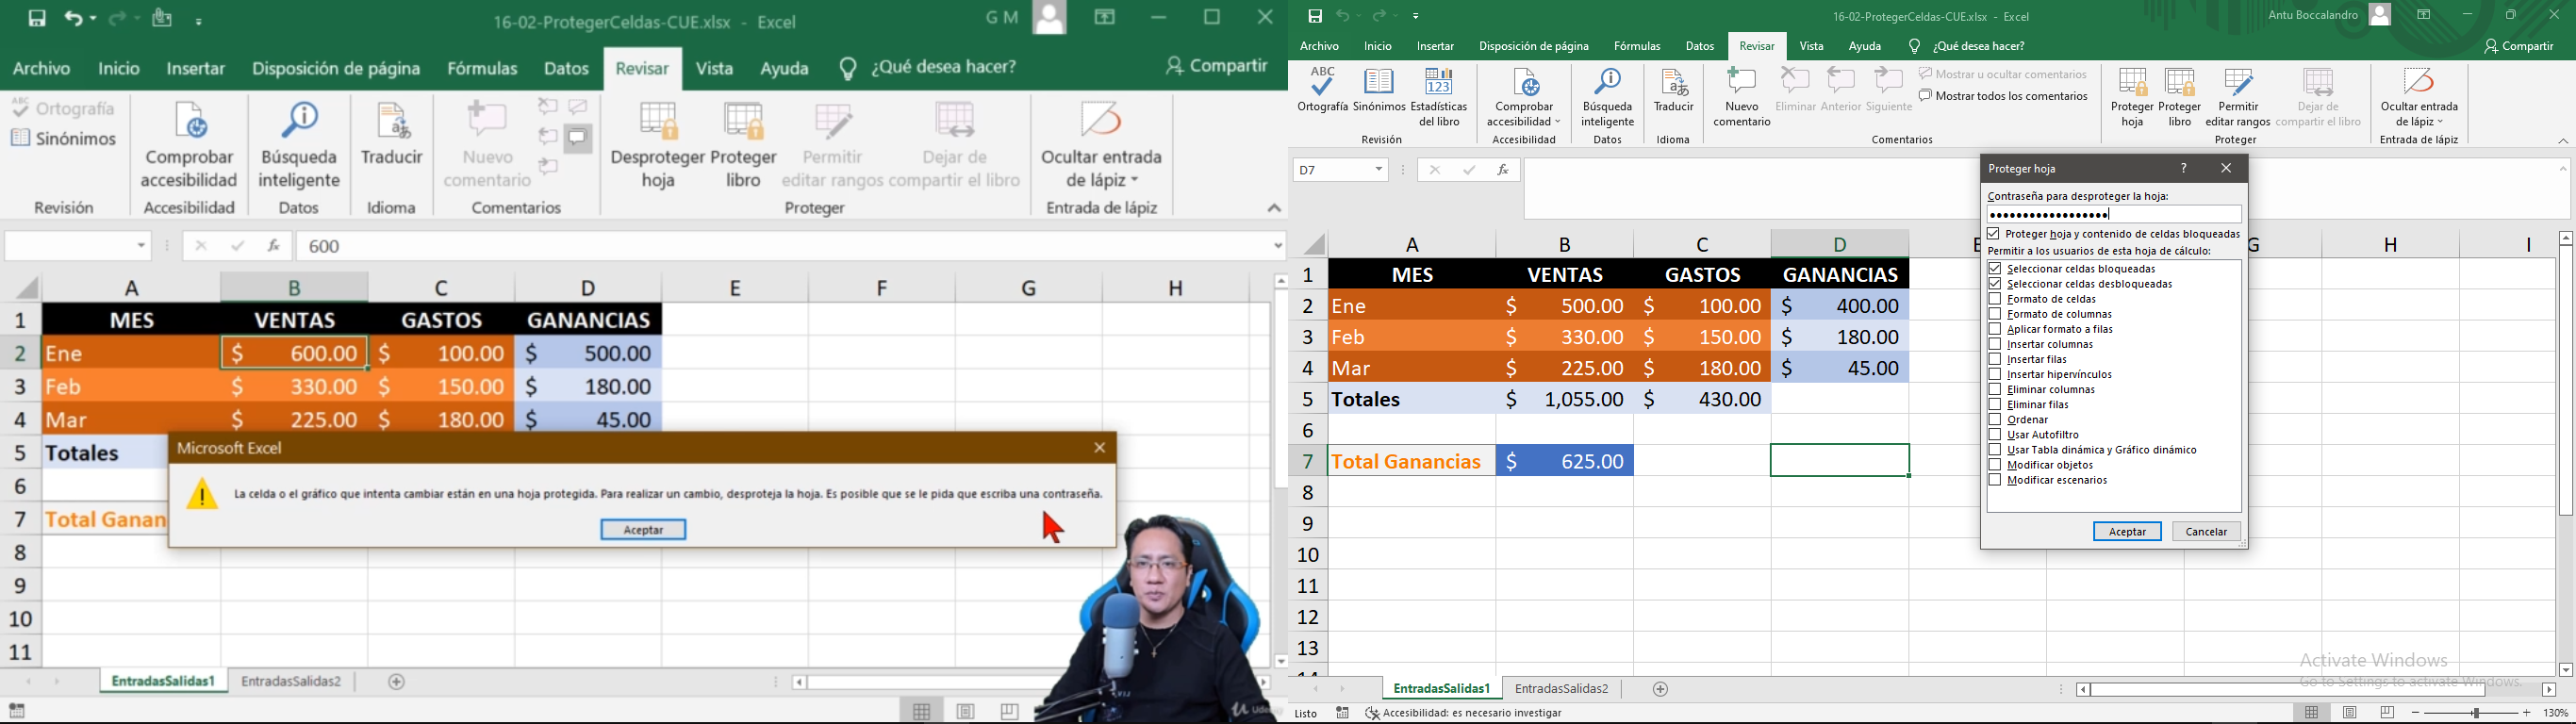 16-02-ProtegerCeldas-CUE.xlsx - Excel
G M
Archivo Inicio Insertar Disposición de página Fórmulas Datos Revisar Vista Ayuda ¿Qué desea hacer? Compartir
ABC Ortografía
Sinónimos
Revisión
Comprobar
accesibilidad
Accesibilidad
Búsqueda
inteligente
Datos
Traducir
Idioma
Nuevo
comentario
Comentarios
Desproteger
hoja
Proteger
libro
Permitir
editar rangos
Dejar de
compartir el libro
Proteger
Ocultar entrada
de lápiz
Entrada de lápiz
fx 600
A B C D E F G H
1 MES VENTAS GASTOS GANANCIAS
2 Ene $ 600.00 $ 100.00 $ 500.00
3 Feb $ 330.00 $ 150.00 $ 180.00
4 Mar $ 225.00 $ 180.00 $ 45.00
5 Totales
6
7 Total Ganan
8
9
10
11
Microsoft Excel
La celda o el gráfico que intenta cambiar están en una hoja protegida. Para realizar un cambio, desproteja la hoja. Es posible que se le pida que escriba una contraseña.
Aceptar
EntradasSalidas1 EntradasSalidas2
16-02-ProtegerCeldas-CUE.xlsx - Excel
Antu Boccalandro
Archivo Inicio Insertar Disposición de página Fórmulas Datos Revisar Vista Ayuda ¿Qué desea hacer? Compartir
ABC
Ortografía
Sinónimos
123
Estadísticas
del libro
Revisión
Comprobar
accesibilidad
Accesibilidad
Búsqueda
inteligente
Datos
Traducir
Idioma
Nuevo
comentario
Eliminar
Anterior
Siguiente
Mostrar u ocultar comentarios
Mostrar todos los comentarios
Comentarios
Proteger
hoja
Proteger
libro
Permitir
editar rangos
Dejar de
compartir el libro
Proteger
Ocultar entrada
de lápiz
Entrada de lápiz
D7 fx
A B C D E G H I
1 MES VENTAS GASTOS GANANCIAS
2 Ene $ 500.00 $ 100.00 $ 400.00
3 Feb $ 330.00 $ 150.00 $ 180.00
4 Mar $ 225.00 $ 180.00 $ 45.00
5 Totales $ 1,055.00 $ 430.00
6
7 Total Ganancias $ 625.00
8
9
10
11
12
13
Proteger hoja ?
Contraseña para desproteger la hoja:
Proteger hoja y contenido de celdas bloqueadas
Permitir a los usuarios de esta hoja de cálculo:
Seleccionar celdas bloqueadas
Seleccionar celdas desbloqueadas
Formato de celdas
Formato de columnas
Aplicar formato a filas
Insertar columnas
Insertar filas
Insertar hipervínculos
Eliminar columnas
Eliminar filas
Ordenar
Usar Autofiltro
Usar Tabla dinámica y Gráfico dinámico
Modificar objetos
Modificar escenarios
Aceptar Cancelar
Activate Windows
Go to Settings to activate Windows.
EntradasSalidas1 EntradasSalidas2
Listo Accesibilidad: es necesario investigar
130%